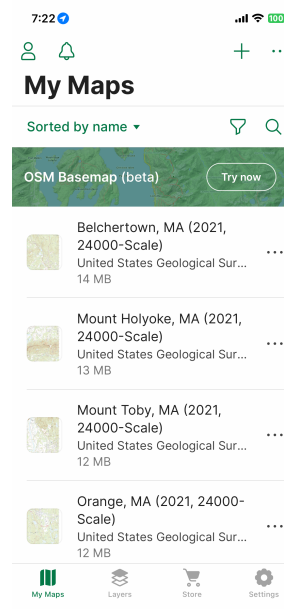 7:22
100
My Maps
Sorted by name
OSM Basemap (beta)
Try now
Belchertown, MA (2021,
24000-Scale)
United States Geological Sur...
14 MB
Mount Holyoke, MA (2021,
24000-Scale)
United States Geological Sur...
13 MB
Mount Toby, MA (2021,
24000-Scale)
United States Geological Sur...
12 MB
Orange, MA (2021, 24000-
Scale)
United States Geological Sur...
12 MB
My Maps
Layers
Store
Settings